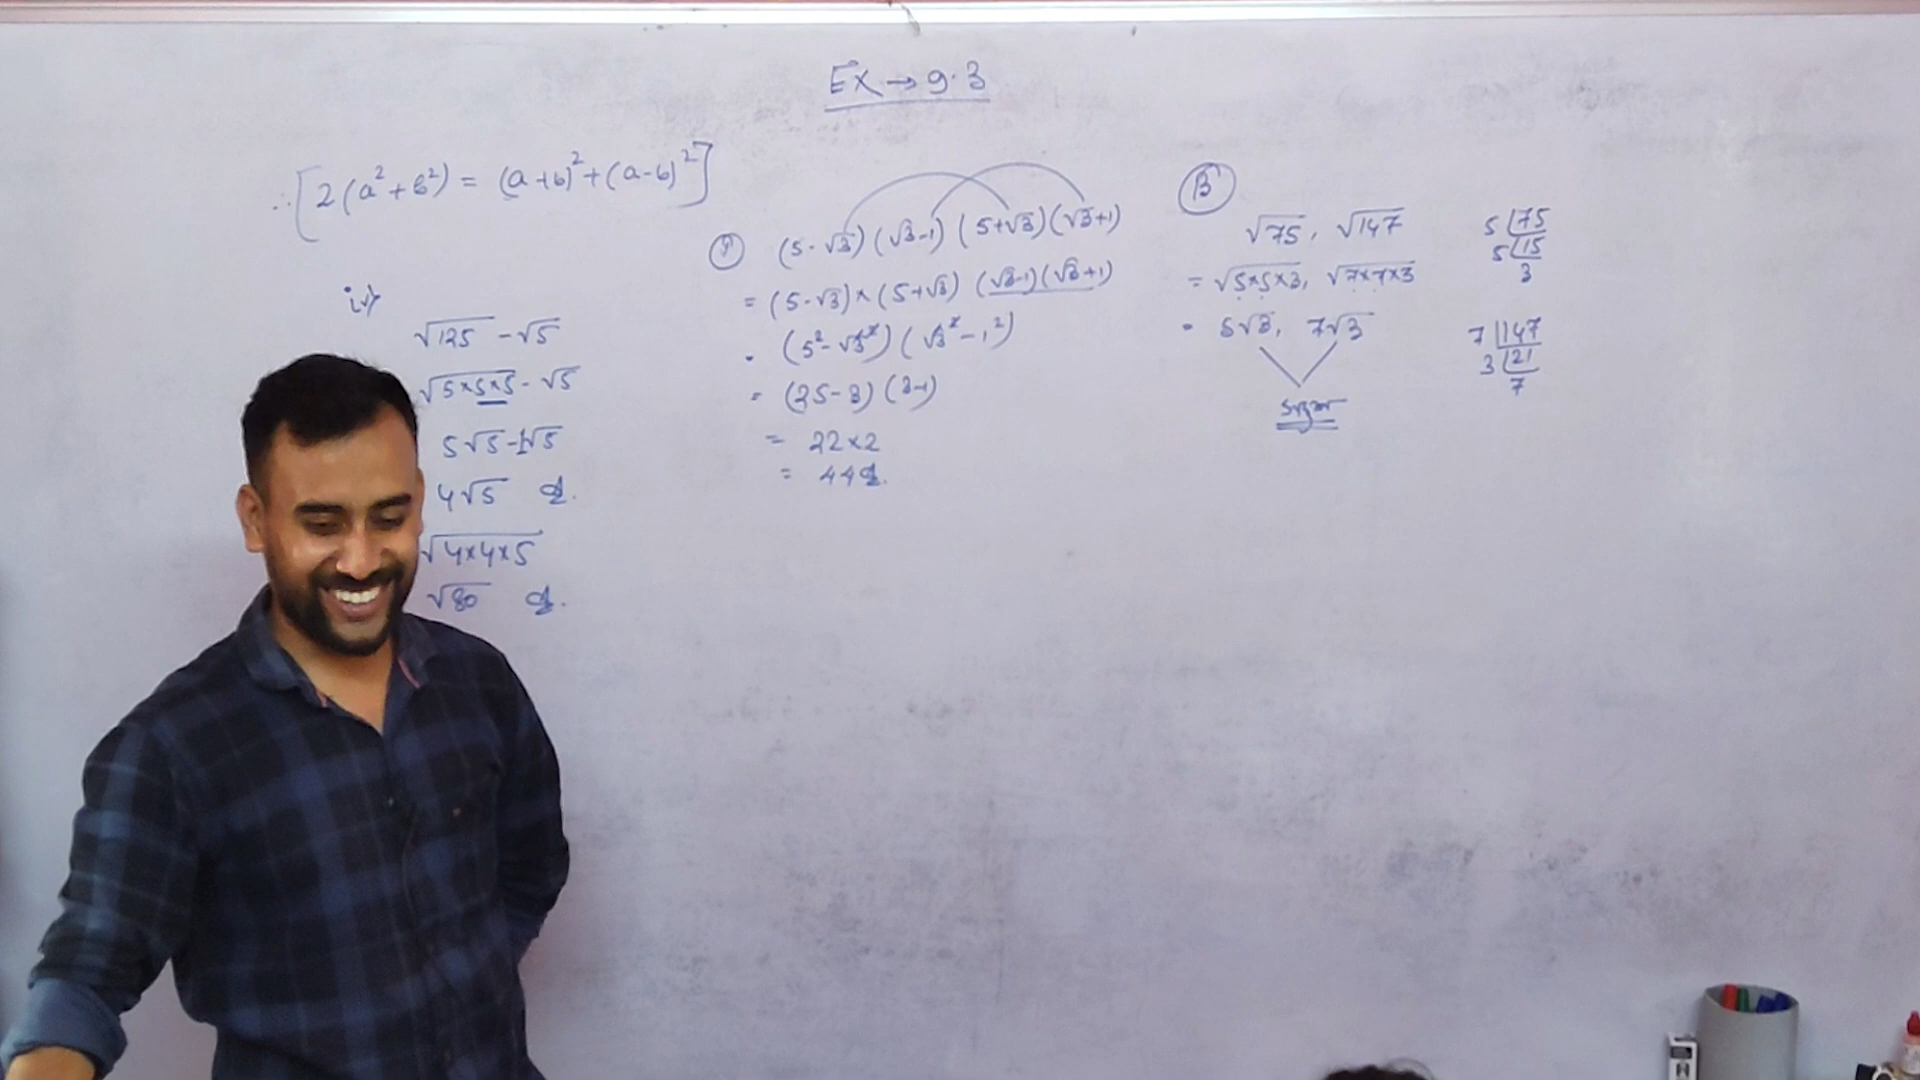 Ex → 9.3
∴ [2(a² + b²) = (a+b)² + (a-b)²]
iv)
√125 - √5
√5×5×5 - √5
5√5 - 1√5
4√5
√4×4×5
√80
(5-√3)(√3-1)(5+√3)(√3+1)
= (5-√3)×(5+√3) (√3-1)(√3+1)
(5²-√3²)(√3²-1²)
= (25-3)(3-1)
= 22×2
= 44
B
√75, √147
= √5×5×3, √7×7×3
5√3, 7√3
5 75
5 15
3
7 147
3 21
7